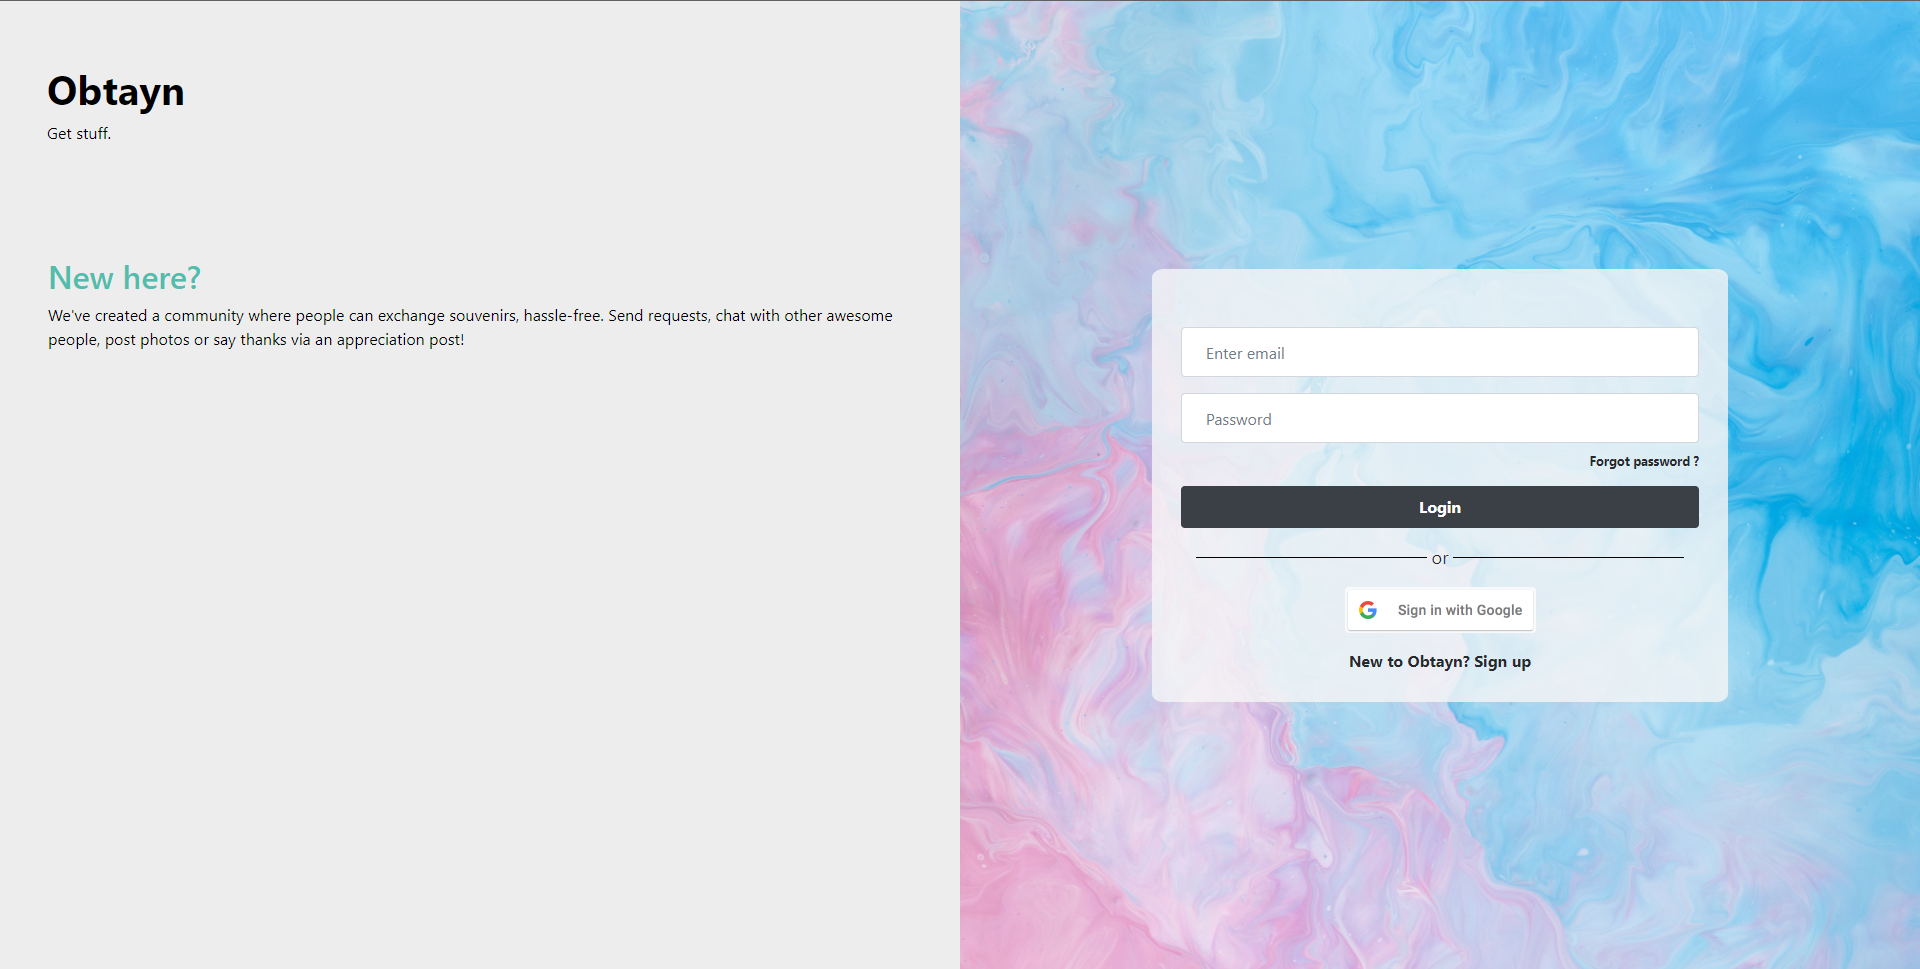 Obtayn
Get stuff.
New here?
We've created a community where people can exchange souvenirs, hassle-free. Send requests, chat with other awesome
people, post photos or say thanks via an appreciation post!
Enter email
Password
Forgot password ?
Login
or
Sign in with Google
New to Obtayn? Sign up